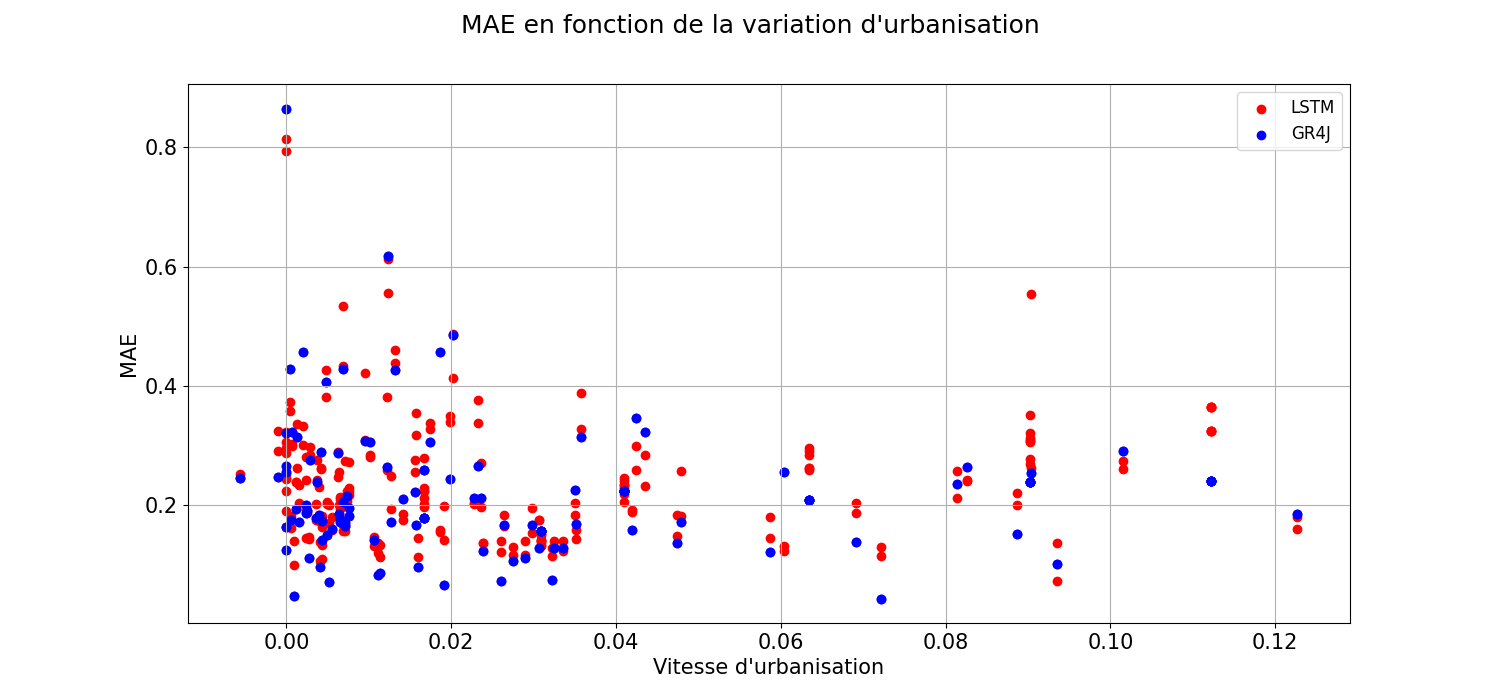 MAE en fonction de la variation d'urbanisation
LSTM
GR4J
0.8
0.6
0.4
0.2
MAE
0.00 0.02 0.04 0.06 0.08 0.10 0.12
Vitesse d'urbanisation